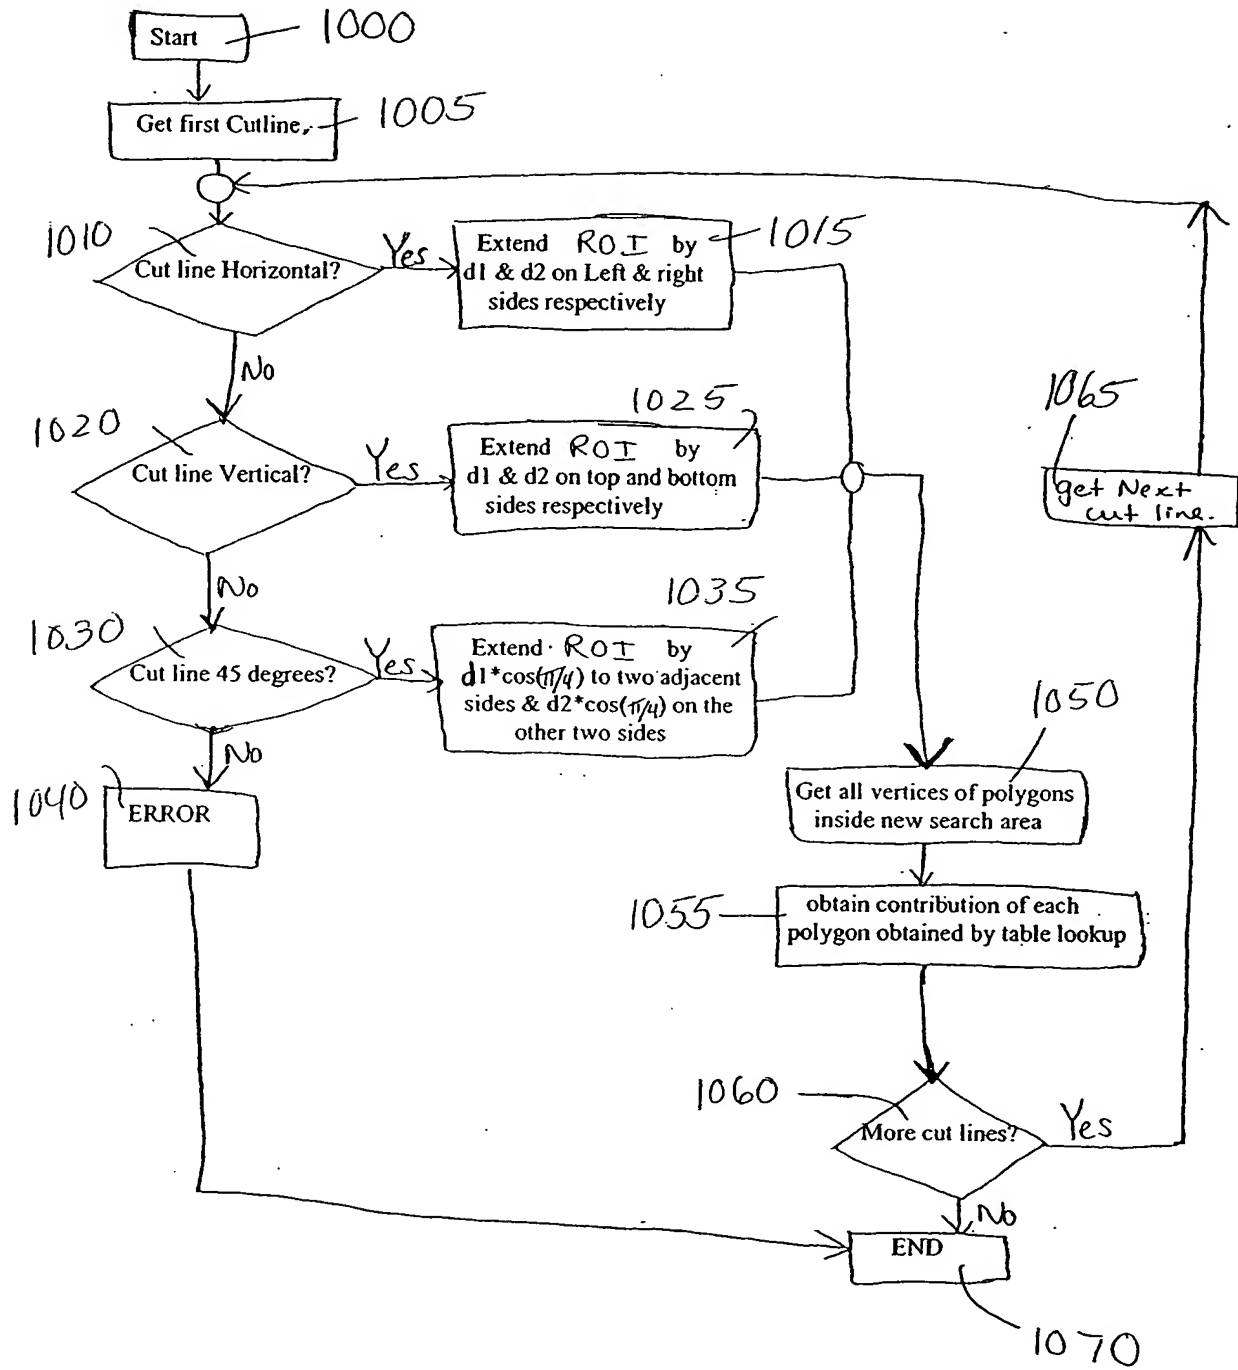 Start
1000
Get first Cutline.
1005
1010
Cut line Horizontal?
Yes
Extend ROI by
d1 & d2 on Left & right
sides respectively
1015
No
1020
Cut line Vertical?
Yes
1025
Extend ROI by
d1 & d2 on top and bottom
sides respectively
1065
get Next
cut line.
No
1030
Cut line 45 degrees?
Yes
1035
Extend ROI by
d1*cos(π/4) to two adjacent
sides & d2*cos(π/4) on the
other two sides
No
1040
ERROR
1050
Get all vertices of polygons
inside new search area
1055
obtain contribution of each
polygon obtained by table lookup
1060
More cut lines?
Yes
No
END
1070